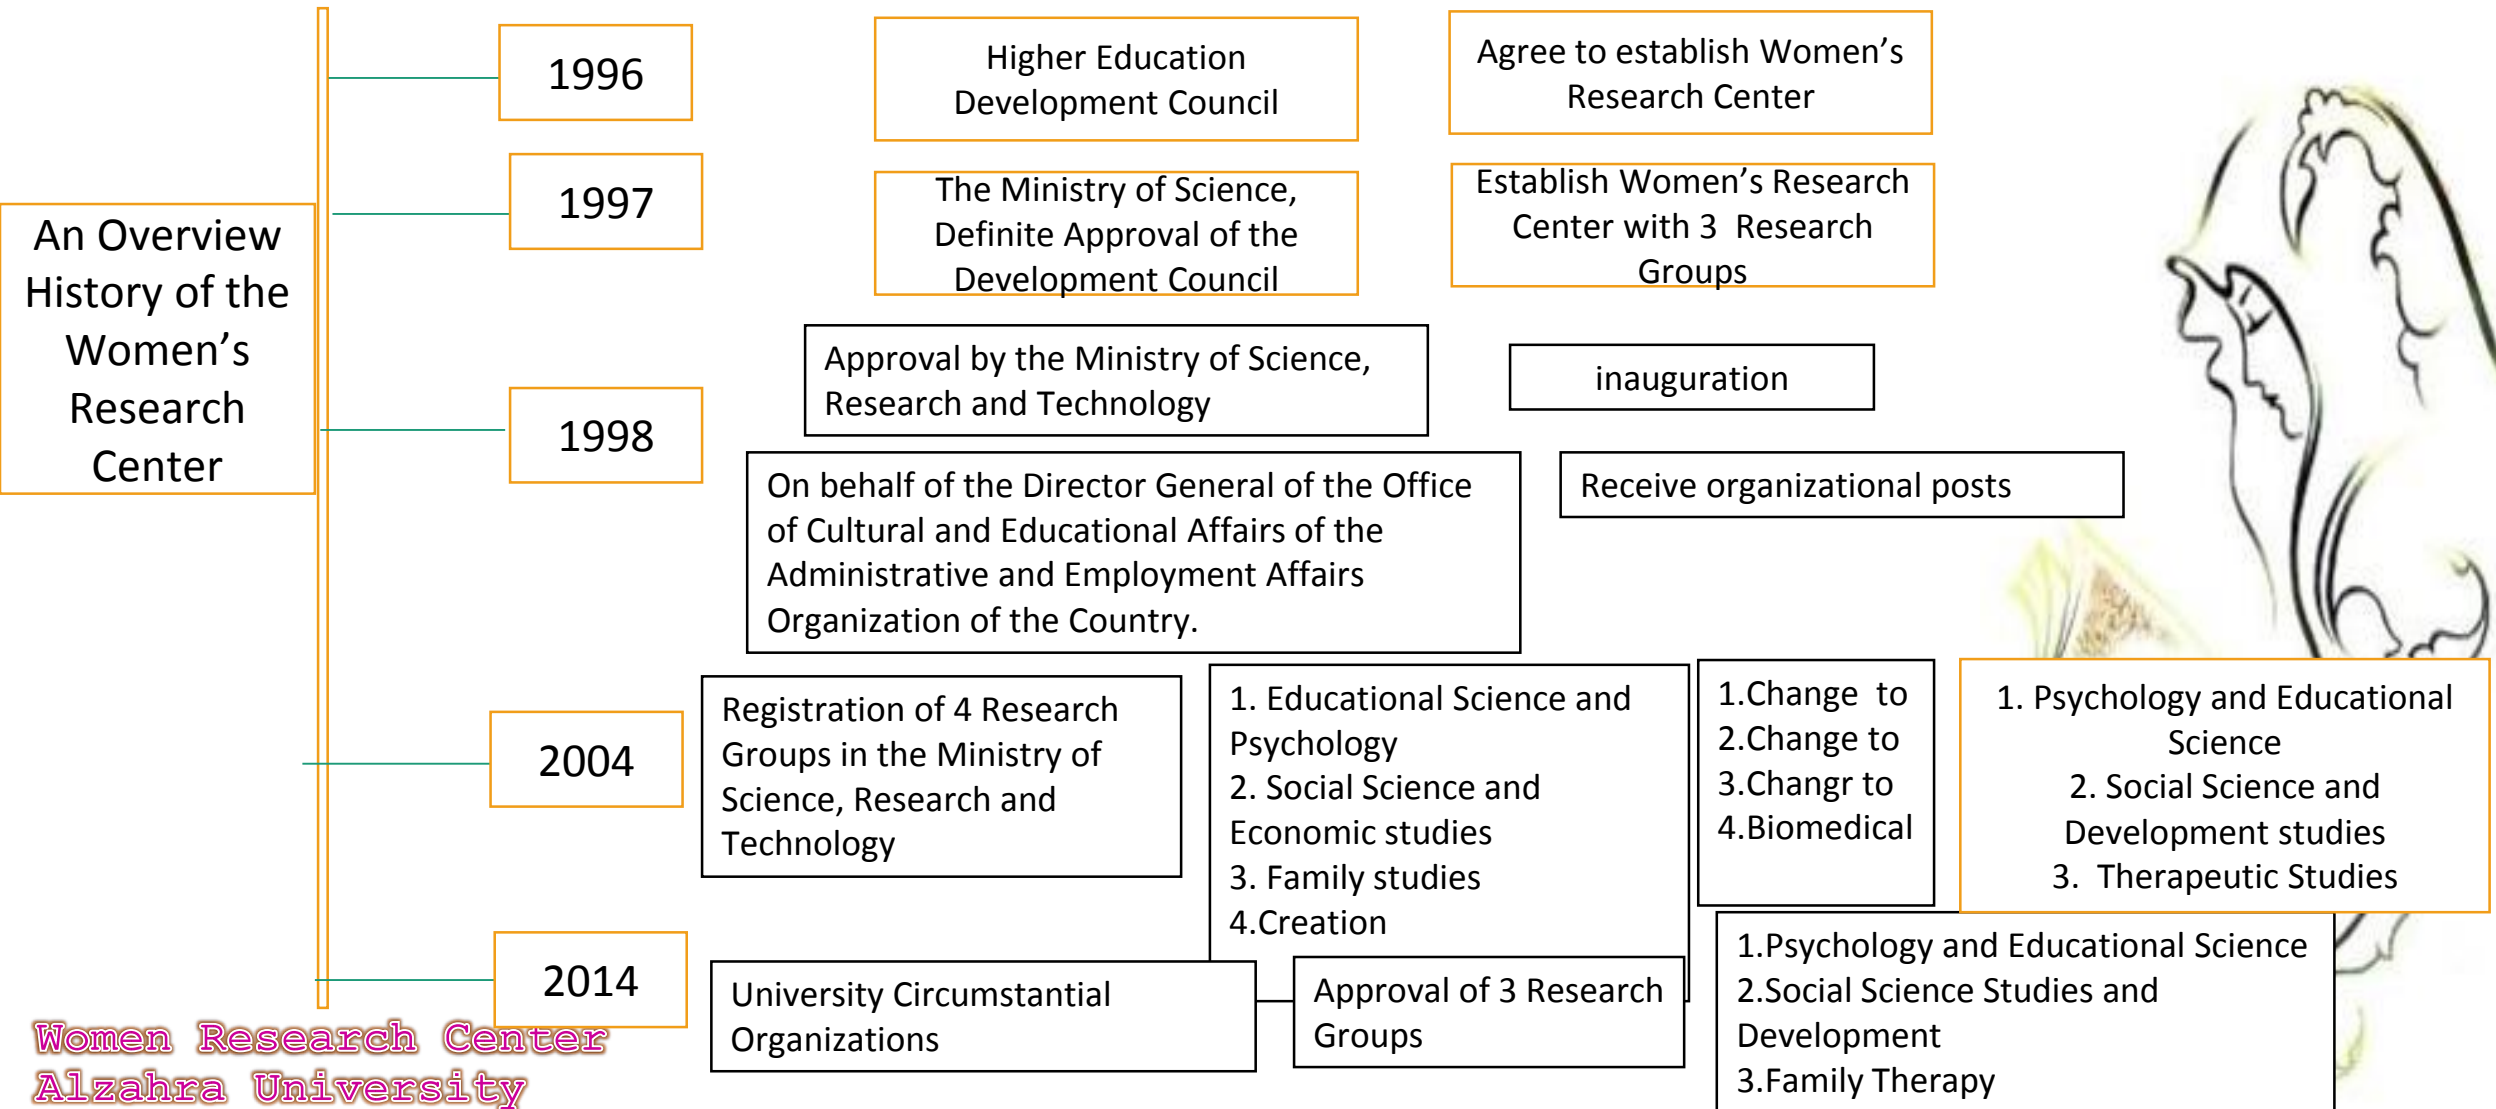 An Overview
History of the
Women’s
Research
Center
1996
Higher Education
Development Council
Agree to establish Women’s
Research Center
1997
The Ministry of Science,
Definite Approval of the
Development Council
Establish Women’s Research
Center with 3 Research
Groups
1998
Approval by the Ministry of Science,
Research and Technology
inauguration
On behalf of the Director General of the Office
of Cultural and Educational Affairs of the
Administrative and Employment Affairs
Organization of the Country.
Receive organizational posts
2004
Registration of 4 Research
Groups in the Ministry of
Science, Research and
Technology
1. Educational Science and
Psychology
2. Social Science and
Economic studies
3. Family studies
4.Creation
1.Change to
2.Change to
3.Changr to
4.Biomedical
1. Psychology and Educational
Science
2. Social Science and
Development studies
3. Therapeutic Studies
2014
University Circumstantial
Organizations
Approval of 3 Research
Groups
1.Psychology and Educational Science
2.Social Science Studies and
Development
3.Family Therapy
Women Research Center
Alzahra University